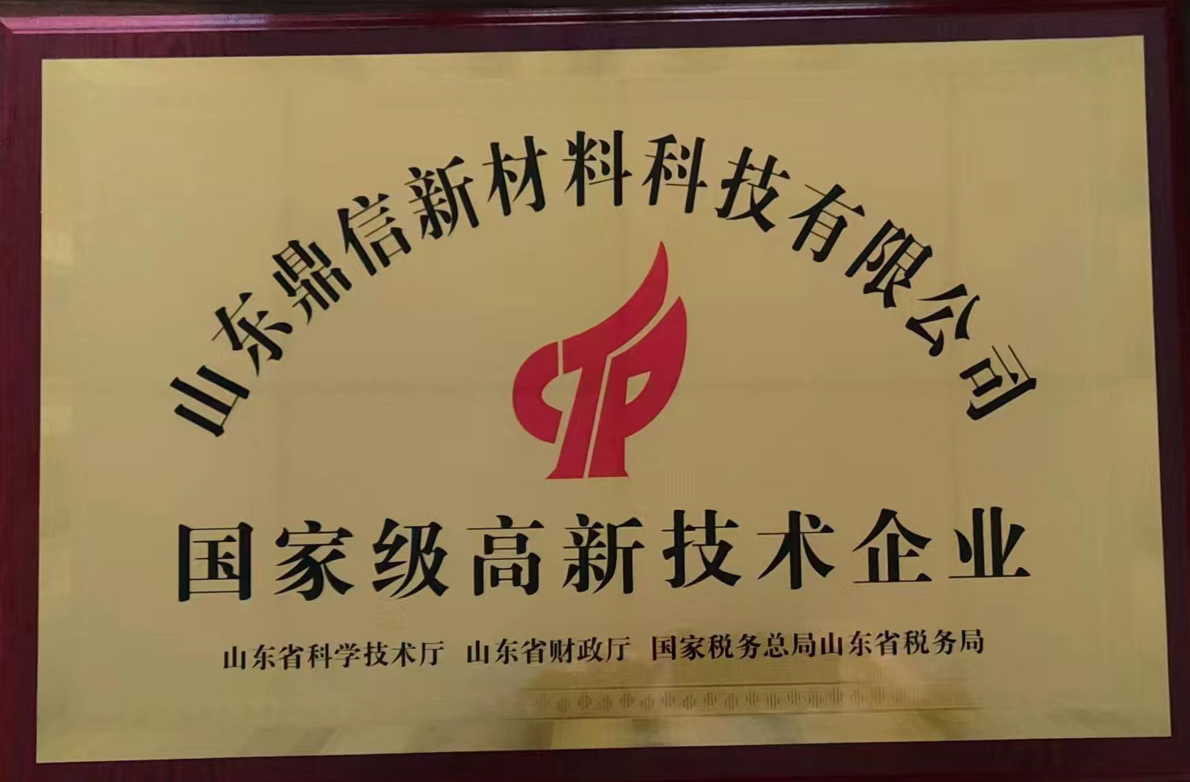 山东鼎信新材料科技有限公司
国家级高新技术企业
山东省科学技术厅 山东省财政厅 国家税务总局山东省税务局